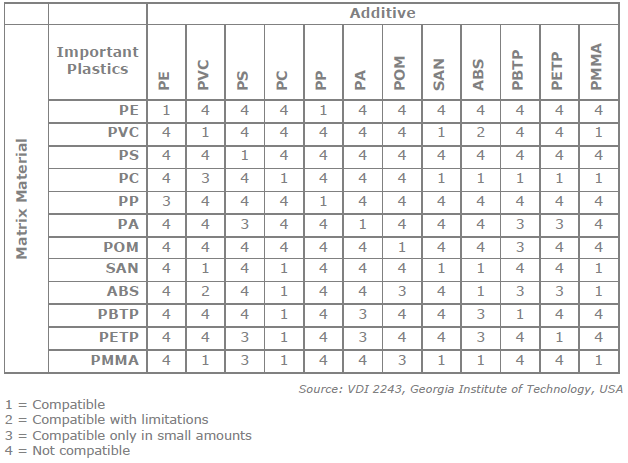 Additive
Important Plastics PE PVC PS PC PP PA POM SAN ABS PBTP PETP PMMA
Matrix Material
PE 1 4 4 4 1 4 4 4 4 4 4 4
PVC 4 1 4 4 4 4 4 1 2 4 4 1
PS 4 4 1 4 4 4 4 4 4 4 4 4
PC 4 3 4 1 4 4 4 1 1 1 1 1
PP 3 4 4 4 1 4 4 4 4 4 4 4
PA 4 4 3 4 4 1 4 4 4 3 3 4
POM 4 4 4 4 4 4 1 4 4 3 4 4
SAN 4 1 4 1 4 4 4 1 1 4 4 1
ABS 4 2 4 1 4 4 3 4 1 3 3 1
PBTP 4 4 4 1 4 3 4 4 3 1 4 4
PETP 4 4 3 1 4 3 4 4 3 4 1 4
PMMA 4 1 3 1 4 4 3 1 1 4 4 1
Source: VDI 2243, Georgia Institute of Technology, USA
1 = Compatible
2 = Compatible with limitations
3 = Compatible only in small amounts
4 = Not compatible